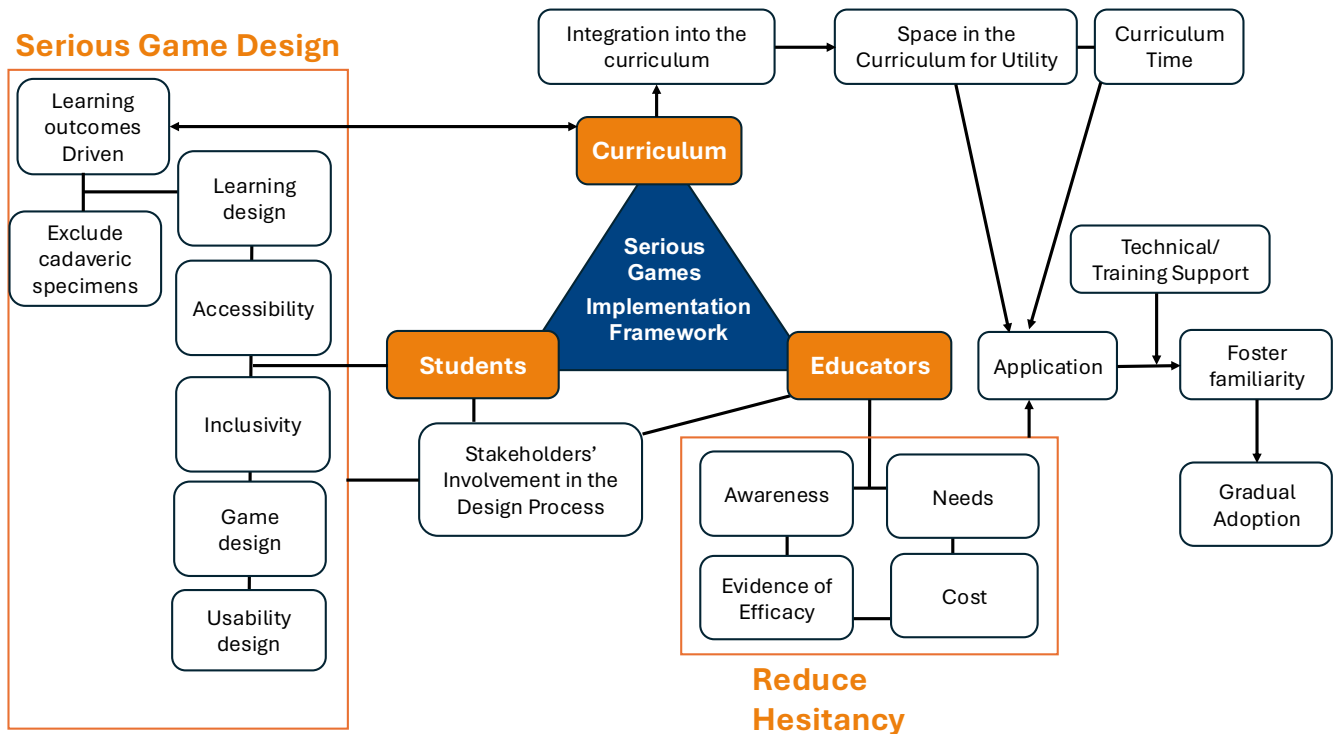 Serious Game Design
Learning
outcomes
Driven
Learning
design
Exclude
cadaveric
specimens
Accessibility
Inclusivity
Game
design
Usability
design
Integration into the
curriculum
Space in the
Curriculum for Utility
Curriculum
Time
Curriculum
Serious
Games
Implementation
Framework
Students
Educators
Stakeholders’
Involvement in the
Design Process
Technical/
Training Support
Application
Foster
familiarity
Gradual
Adoption
Awareness
Needs
Evidence of
Efficacy
Cost
Reduce
Hesitancy